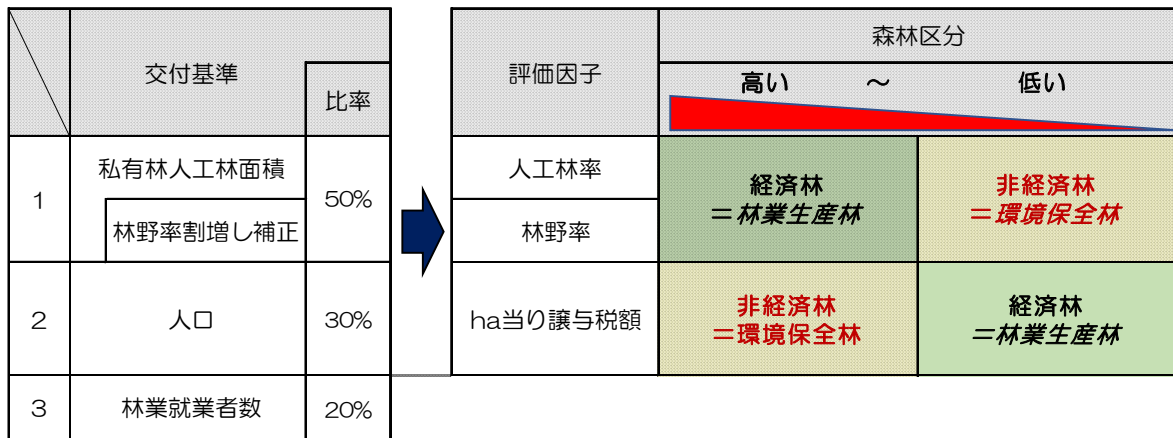 交付基準
比率
1
私有林人工林面積
林野率割増し補正
50%
2
人口
30%
3
林業就業者数
20%
評価因子
森林区分
高い ～ 低い
人工林率
林野率
経済林
＝林業生産林
非経済林
＝環境保全林
ha当り譲与税額
非経済林
＝環境保全林
経済林
＝林業生産林